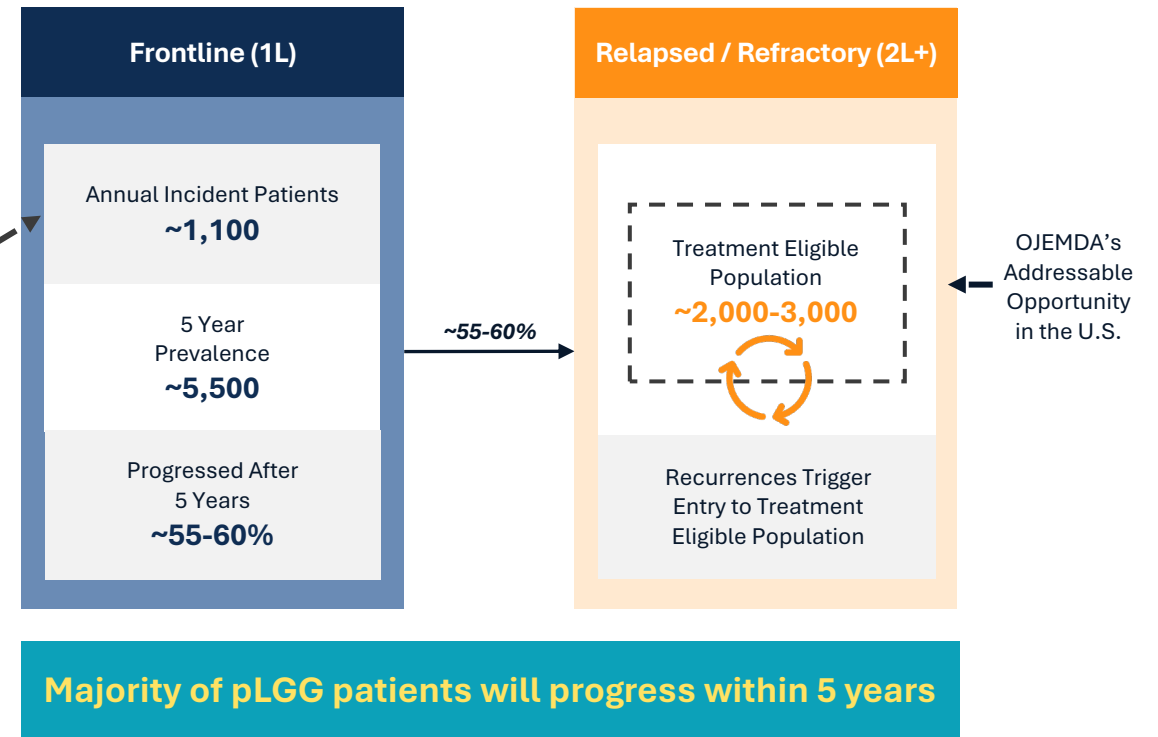 Frontline (1L)
Annual Incident Patients
~1,100
5 Year
Prevalence
~5,500
Progressed After
5 Years
~55-60%
~55-60%
Relapsed / Refractory (2L+)
Treatment Eligible
Population
~2,000-3,000
Recurrences Trigger
Entry to Treatment
Eligible Population
OJEMDA’s
Addressable
Opportunity
in the U.S.
Majority of pLGG patients will progress within 5 years